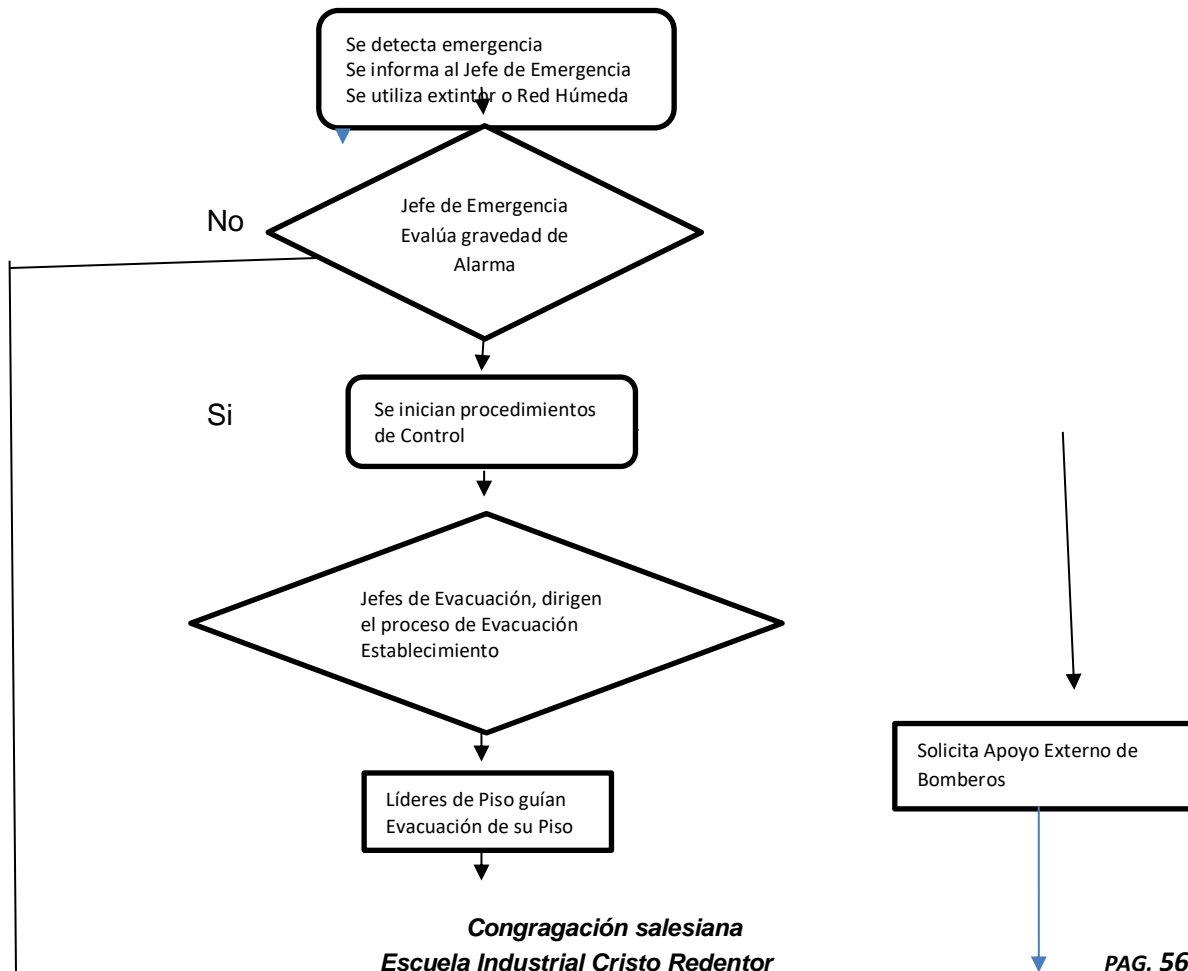 Se detecta emergencia
Se informa al Jefe de Emergencia
Se utiliza extintor o Red Húmeda
No
Jefe de Emergencia
Evalúa gravedad de
Alarma
Si
Se inician procedimientos
de Control
Jefes de Evacuación, dirigen
el proceso de Evacuación
Establecimiento
Líderes de Piso guían
Evacuación de su Piso
Solicita Apoyo Externo de
Bomberos
Congragación salesiana
Escuela Industrial Cristo Redentor
PAG. 56